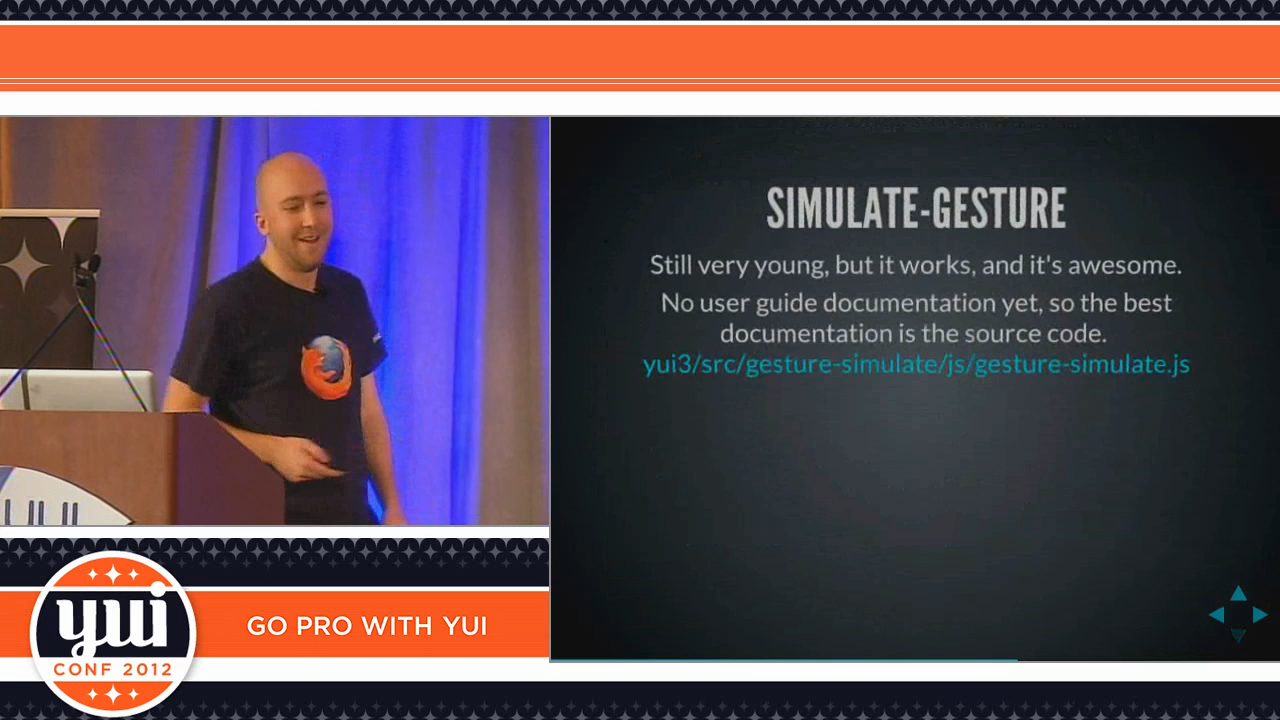 SIMULATE-GESTURE
Still very young, but it works, and it's awesome.
No user guide documentation yet, so the best
documentation is the source code.
yui3/src/gesture-simulate/js/gesture-simulate.js
yui
CONF 2012
GO PRO WITH YUI